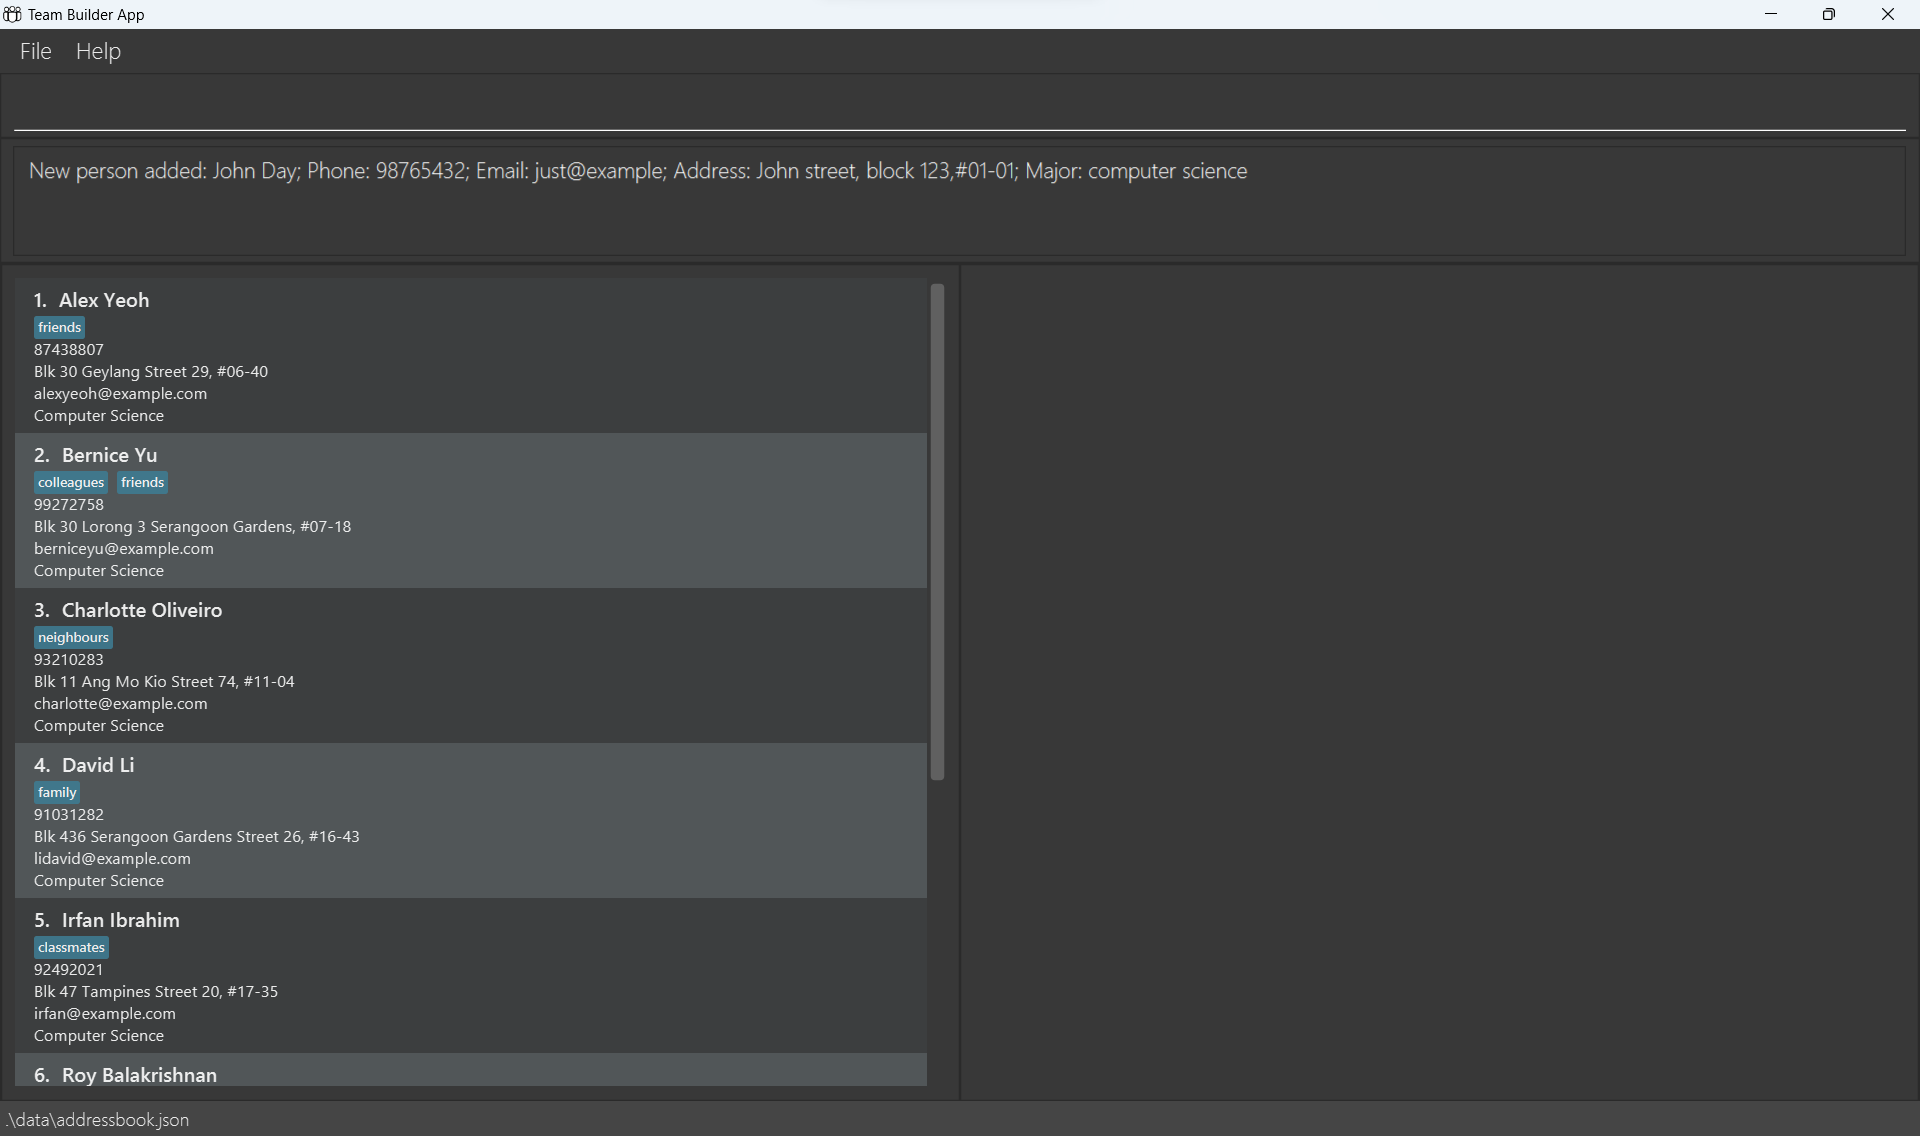 Team Builder App
File Help
New person added: John Day; Phone: 98765432; Email: just@example; Address: John street, block 123,#01-01; Major: computer science
1. Alex Yeoh
friends
87438807
Blk 30 Geylang Street 29, #06-40
alexyeoh@example.com
Computer Science
2. Bernice Yu
colleagues friends
99272758
Blk 30 Lorong 3 Serangoon Gardens, #07-18
berniceyu@example.com
Computer Science
3. Charlotte Oliveiro
neighbours
93210283
Blk 11 Ang Mo Kio Street 74, #11-04
charlotte@example.com
Computer Science
4. David Li
family
91031282
Blk 436 Serangoon Gardens Street 26, #16-43
lidavid@example.com
Computer Science
5. Irfan Ibrahim
classmates
92492021
Blk 47 Tampines Street 20, #17-35
irfan@example.com
Computer Science
6. Roy Balakrishnan
.\data\addressbook.json